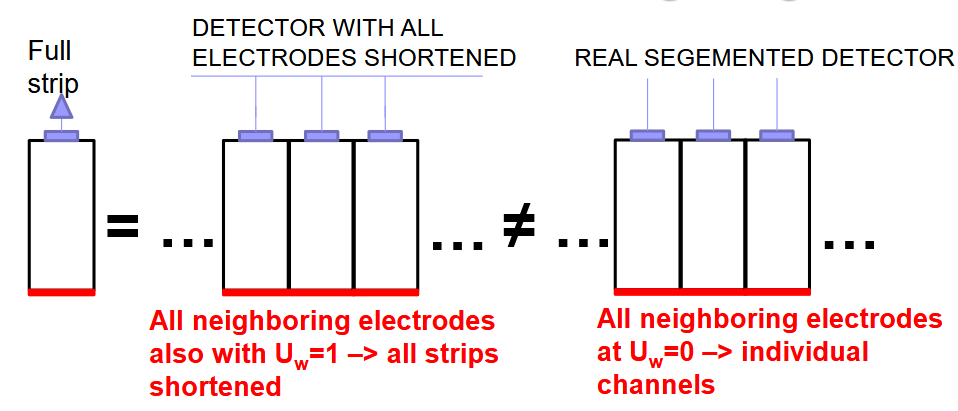 Full
strip
DETECTOR WITH ALL
ELECTRODES SHORTENED
REAL SEGEMENTED DETECTOR
= ... ... ≠ ... ...
All neighboring electrodes
also with Uw=1 –> all strips
shortened
All neighboring electrodes
at Uw=0 –> individual
channels